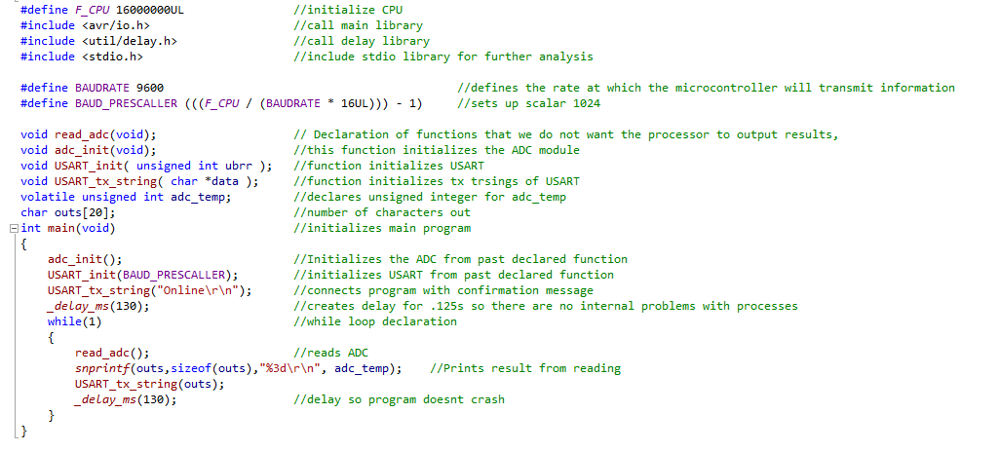 #define F_CPU 16000000UL //initialize CPU
#include <avr/io.h> //call main library
#include <util/delay.h> //call delay library
#include <stdio.h> //include stdio library for further analysis
#define BAUDRATE 9600 //defines the rate at which the microcontroller will transmit information
#define BAUD_PRESCALLER (((F_CPU / (BAUDRATE * 16UL))) - 1) //sets up scalar 1024
void read_adc(void); // Declaration of functions that we do not want the processor to output results,
void adc_init(void); //this function initializes the ADC module
void USART_init( unsigned int ubrr ); //function initializes USART
void USART_tx_string( char *data ); //function initializes tx trsings of USART
volatile unsigned int adc_temp; //declares unsigned integer for adc_temp
char outs[20]; //number of characters out
int main(void) //initializes main program
{
adc_init(); //Initializes the ADC from past declared function
USART_init(BAUD_PRESCALLER); //initializes USART from past declared function
USART_tx_string("Online\r\n"); //connects program with confirmation message
_delay_ms(130); //creates delay for .125s so there are no internal problems with processes
while(1) //while loop declaration
{
read_adc(); //reads ADC
snprintf(outs,sizeof(outs),"%3d\r\n", adc_temp); //Prints result from reading
USART_tx_string(outs);
_delay_ms(130); //delay so program doesnt crash
}
}